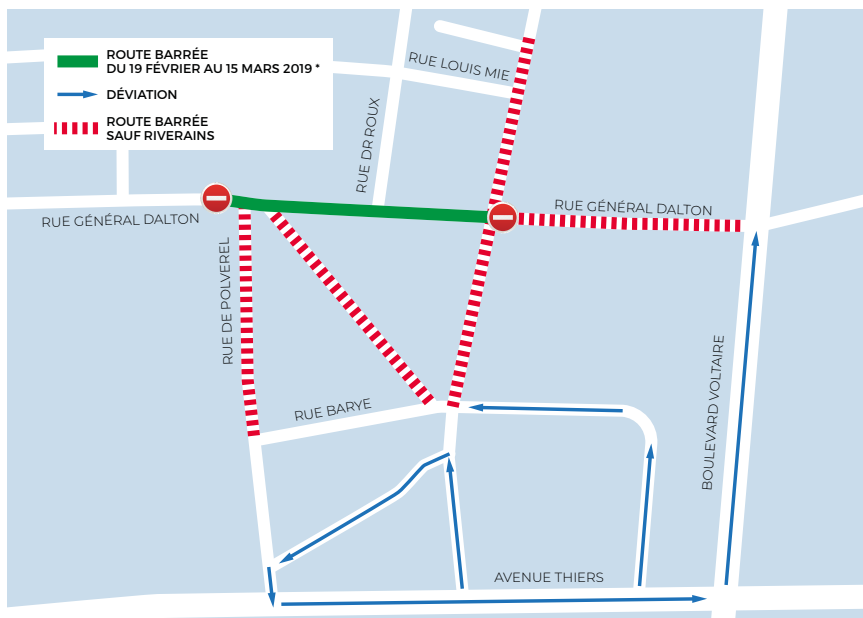 ROUTE BARRÉE
DU 19 FÉVRIER AU 15 MARS 2019 *
DÉVIATION
ROUTE BARRÉE
SAUF RIVERAINS
RUE LOUIS MIE
RUE DR ROUX
RUE GÉNÉRAL DALTON
RUE GÉNÉRAL DALTON
RUE DE POLVEREL
RUE BARYE
BOULEVARD VOLTAIRE
AVENUE THIERS